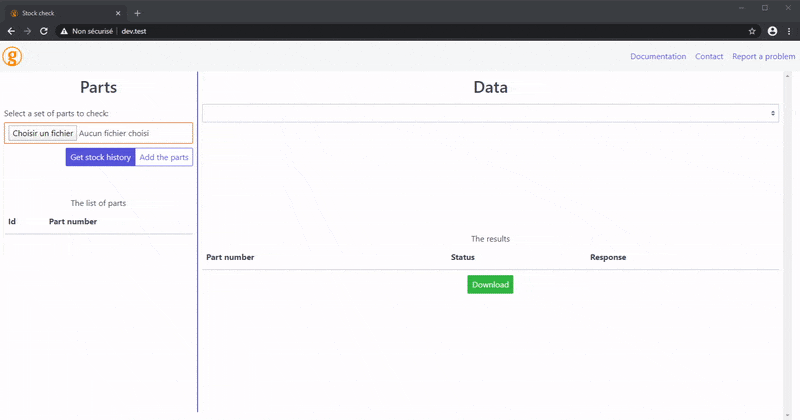 Stock check
Non sécurisé | dev.test
g
Documentation Contact Report a problem
Parts
Select a set of parts to check:
Choisir un fichier Aucun fichier choisi
Get stock history Add the parts
The list of parts
Id Part number
Data
The results
Part number Status Response
Download